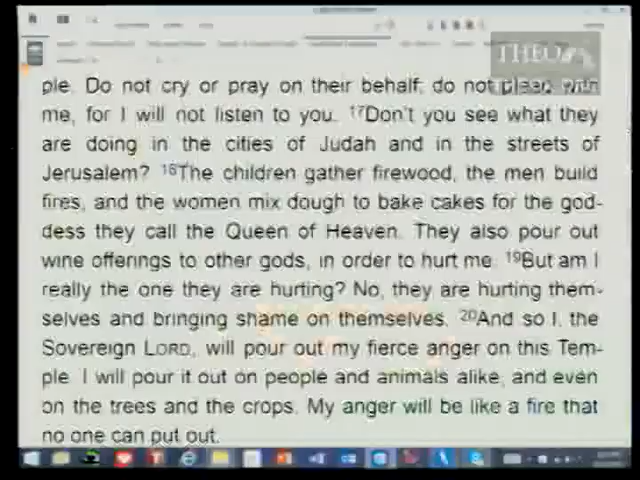 THEO
ple. Do not cry or pray on their behalf; do not plead with
me, for I will not listen to you. 17Don't you see what they
are doing in the cities of Judah and in the streets of
Jerusalem? 18The children gather firewood, the men build
fires, and the women mix dough to bake cakes for the god-
dess they call the Queen of Heaven. They also pour out
wine offerings to other gods, in order to hurt me. 19But am I
really the one they are hurting? No, they are hurting them-
selves and bringing shame on themselves. 20And so I, the
Sovereign LORD, will pour out my fierce anger on this Tem-
ple. I will pour it out on people and animals alike, and even
on the trees and the crops. My anger will be like a fire that
no one can put out.